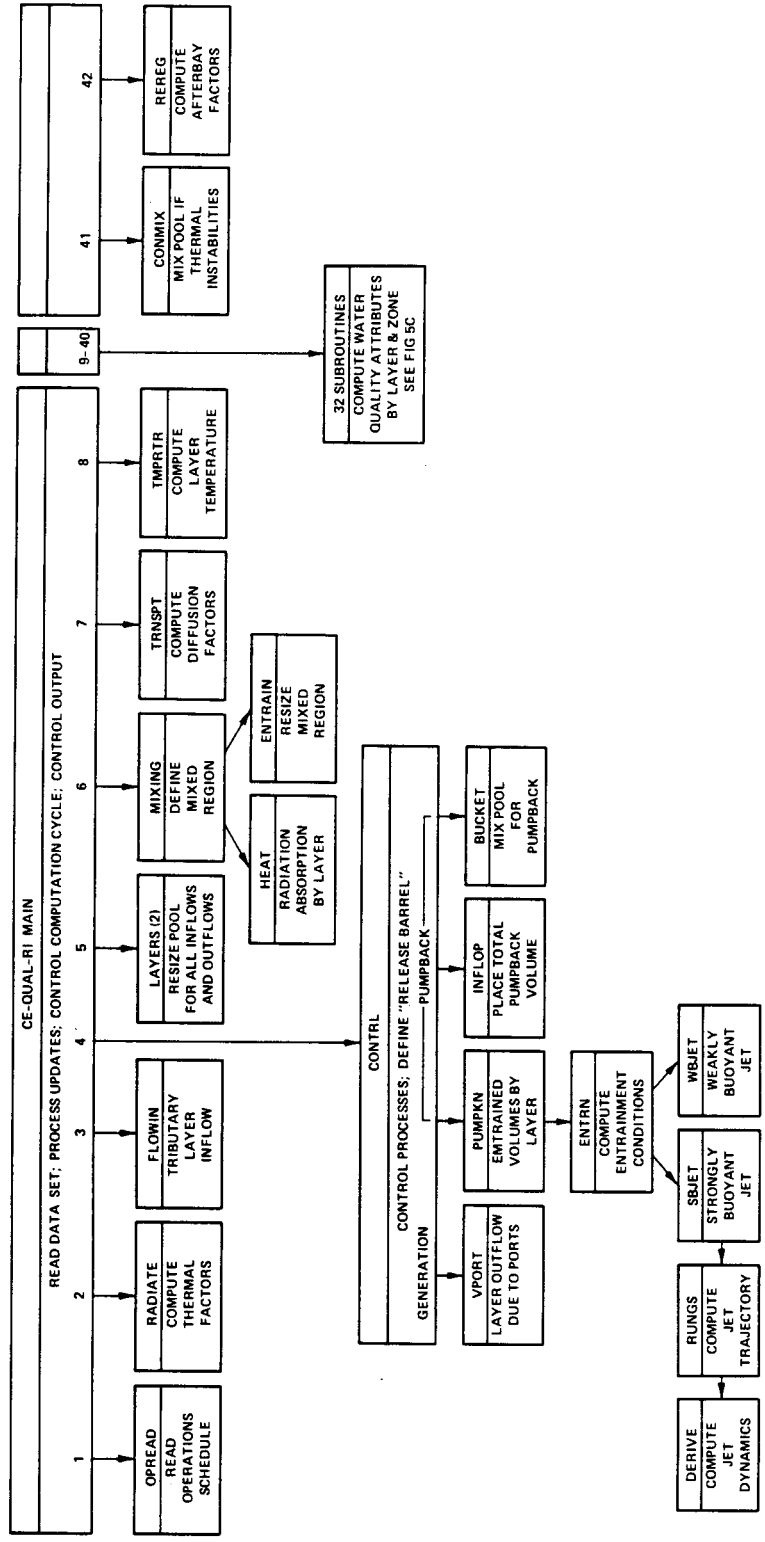 CE-QUAL-RI MAIN
READ DATA SET; PROCESS UPDATES; CONTROL COMPUTATION CYCLE; CONTROL OUTPUT
1
2
3
4
5
6
7
8
9-40
41
42
OPREAD
READ
OPERATIONS
SCHEDULE
RADIATE
COMPUTE
THERMAL
FACTORS
FLOWIN
TRIBUTARY
LAYER
INFLOW
LAYERS (2)
RESIZE POOL
FOR ALL INFLOWS
AND OUTFLOWS
MIXING
DEFINE
MIXED
REGION
TRNSPT
COMPUTE
DIFFUSION
FACTORS
TMPRTR
COMPUTE
LAYER
TEMPERATURE
CONMIX
MIX POOL IF
THERMAL
INSTABILITIES
REREG
COMPUTE
AFTERBAY
FACTORS
HEAT
RADIATION
ABSORPTION
BY LAYER
ENTRAIN
RESIZE
MIXED
REGION
32 SUBROUTINES
COMPUTE WATER
QUALITY ATTRIBUTES
BY LAYER & ZONE
SEE FIG 5C
CONTRL
CONTROL PROCESSES; DEFINE "RELEASE BARREL"
GENERATION
PUMPBACK
VPORT
LAYER OUTFLOW
DUE TO PORTS
PUMPKN
EMTRAINED
VOLUMES BY
LAYER
INFLOP
PLACE TOTAL
PUMPBACK
VOLUME
BUCKET
MIX POOL
FOR
PUMPBACK
ENTRN
COMPUTE
ENTRAINMENT
CONDITIONS
DERIVE
COMPUTE
JET
DYNAMICS
RUNGS
COMPUTE
JET
TRAJECTORY
SBJET
STRONGLY
BUOYANT
JET
WBJET
WEAKLY
BUOYANT
JET